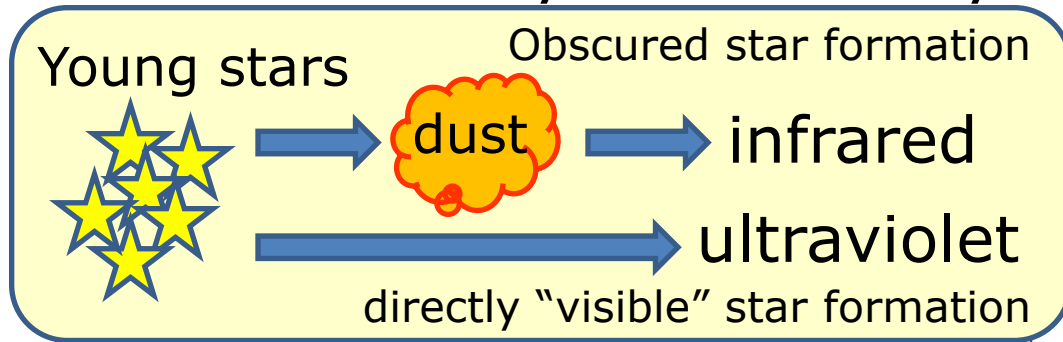 Obscured star formation
Young stars
dust
infrared
ultraviolet
directly “visible” star formation